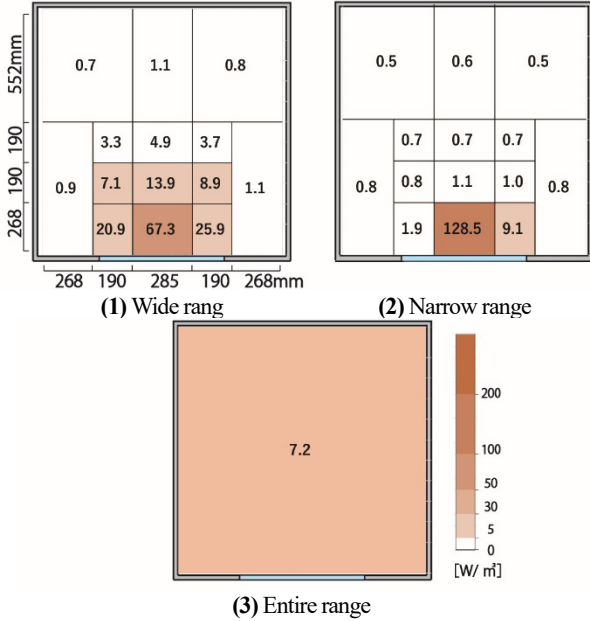 552mm
190
190
268
0.7 1.1 0.8
3.3 4.9 3.7
0.9 7.1 13.9 8.9 1.1
20.9 67.3 25.9
268 190 285 190 268mm
(1) Wide rang
0.5 0.6 0.5
0.7 0.7 0.7
0.8 0.8 1.1 1.0 0.8
1.9 128.5 9.1
(2) Narrow range
7.2
200
100
50
30
5
0
[W/ ㎡]
(3) Entire range